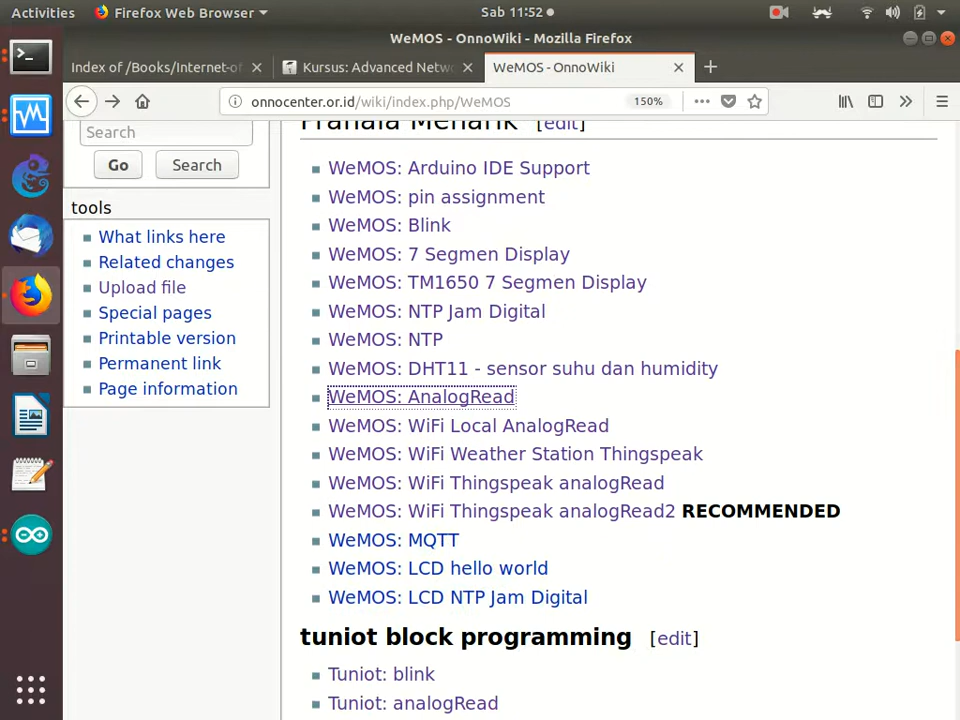 Activities Firefox Web Browser Sab 11:52
WeMOS - OnnoWiki - Mozilla Firefox
Index of /Books/Internet-of Kursus: Advanced Netw WeMOS - OnnoWiki
onnocenter.or.id/wiki/index.php/WeMOS 150%
Pranala Menarik [edit]
Search
Go Search
tools
What links here
Related changes
Upload file
Special pages
Printable version
Permanent link
Page information
WeMOS: Arduino IDE Support
WeMOS: pin assignment
WeMOS: Blink
WeMOS: 7 Segmen Display
WeMOS: TM1650 7 Segmen Display
WeMOS: NTP Jam Digital
WeMOS: NTP
WeMOS: DHT11 - sensor suhu dan humidity
WeMOS: AnalogRead
WeMOS: WiFi Local AnalogRead
WeMOS: WiFi Weather Station Thingspeak
WeMOS: WiFi Thingspeak analogRead
WeMOS: WiFi Thingspeak analogRead2 RECOMMENDED
WeMOS: MQTT
WeMOS: LCD hello world
WeMOS: LCD NTP Jam Digital
tuniot block programming [edit]
Tuniot: blink
Tuniot: analogRead